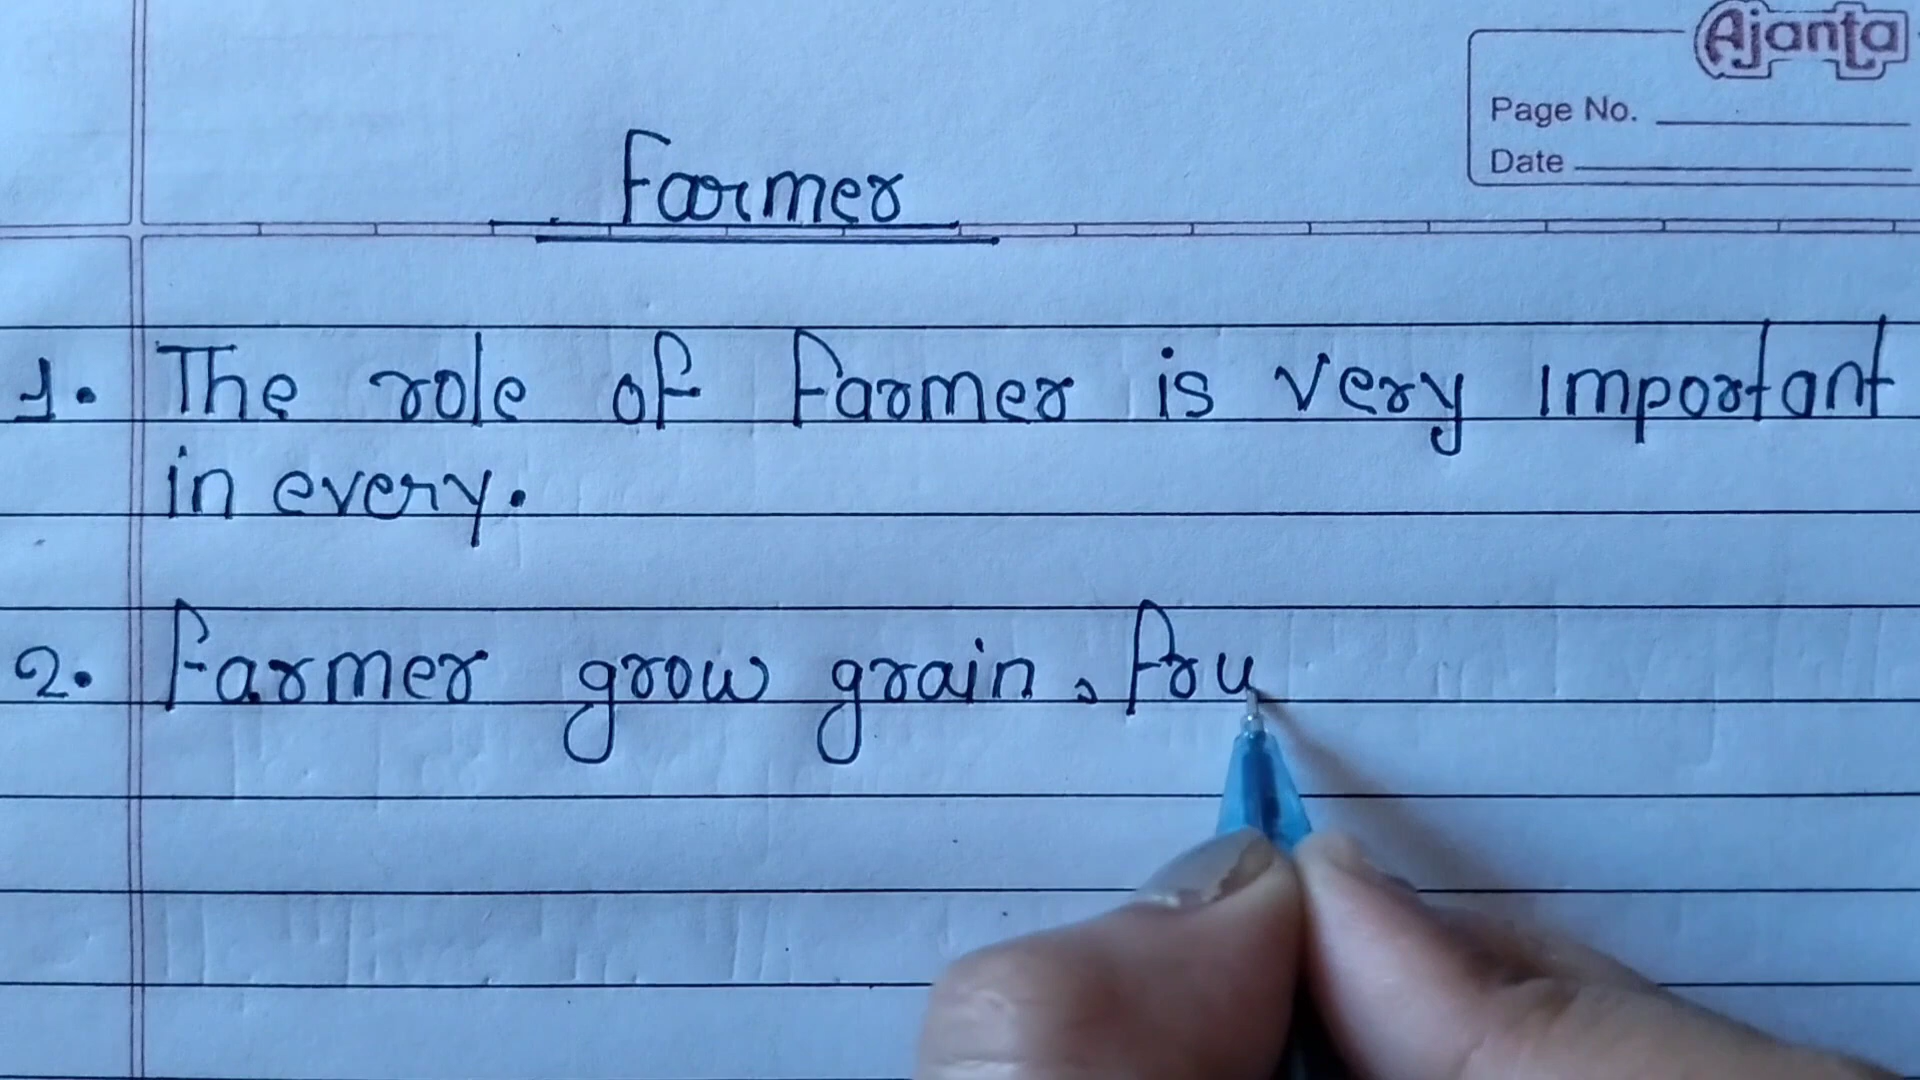 Ajanta
Page No.
Date
Farmer
1. The role of Farmer is very important
in every.
2. Farmer grow grain, Fru